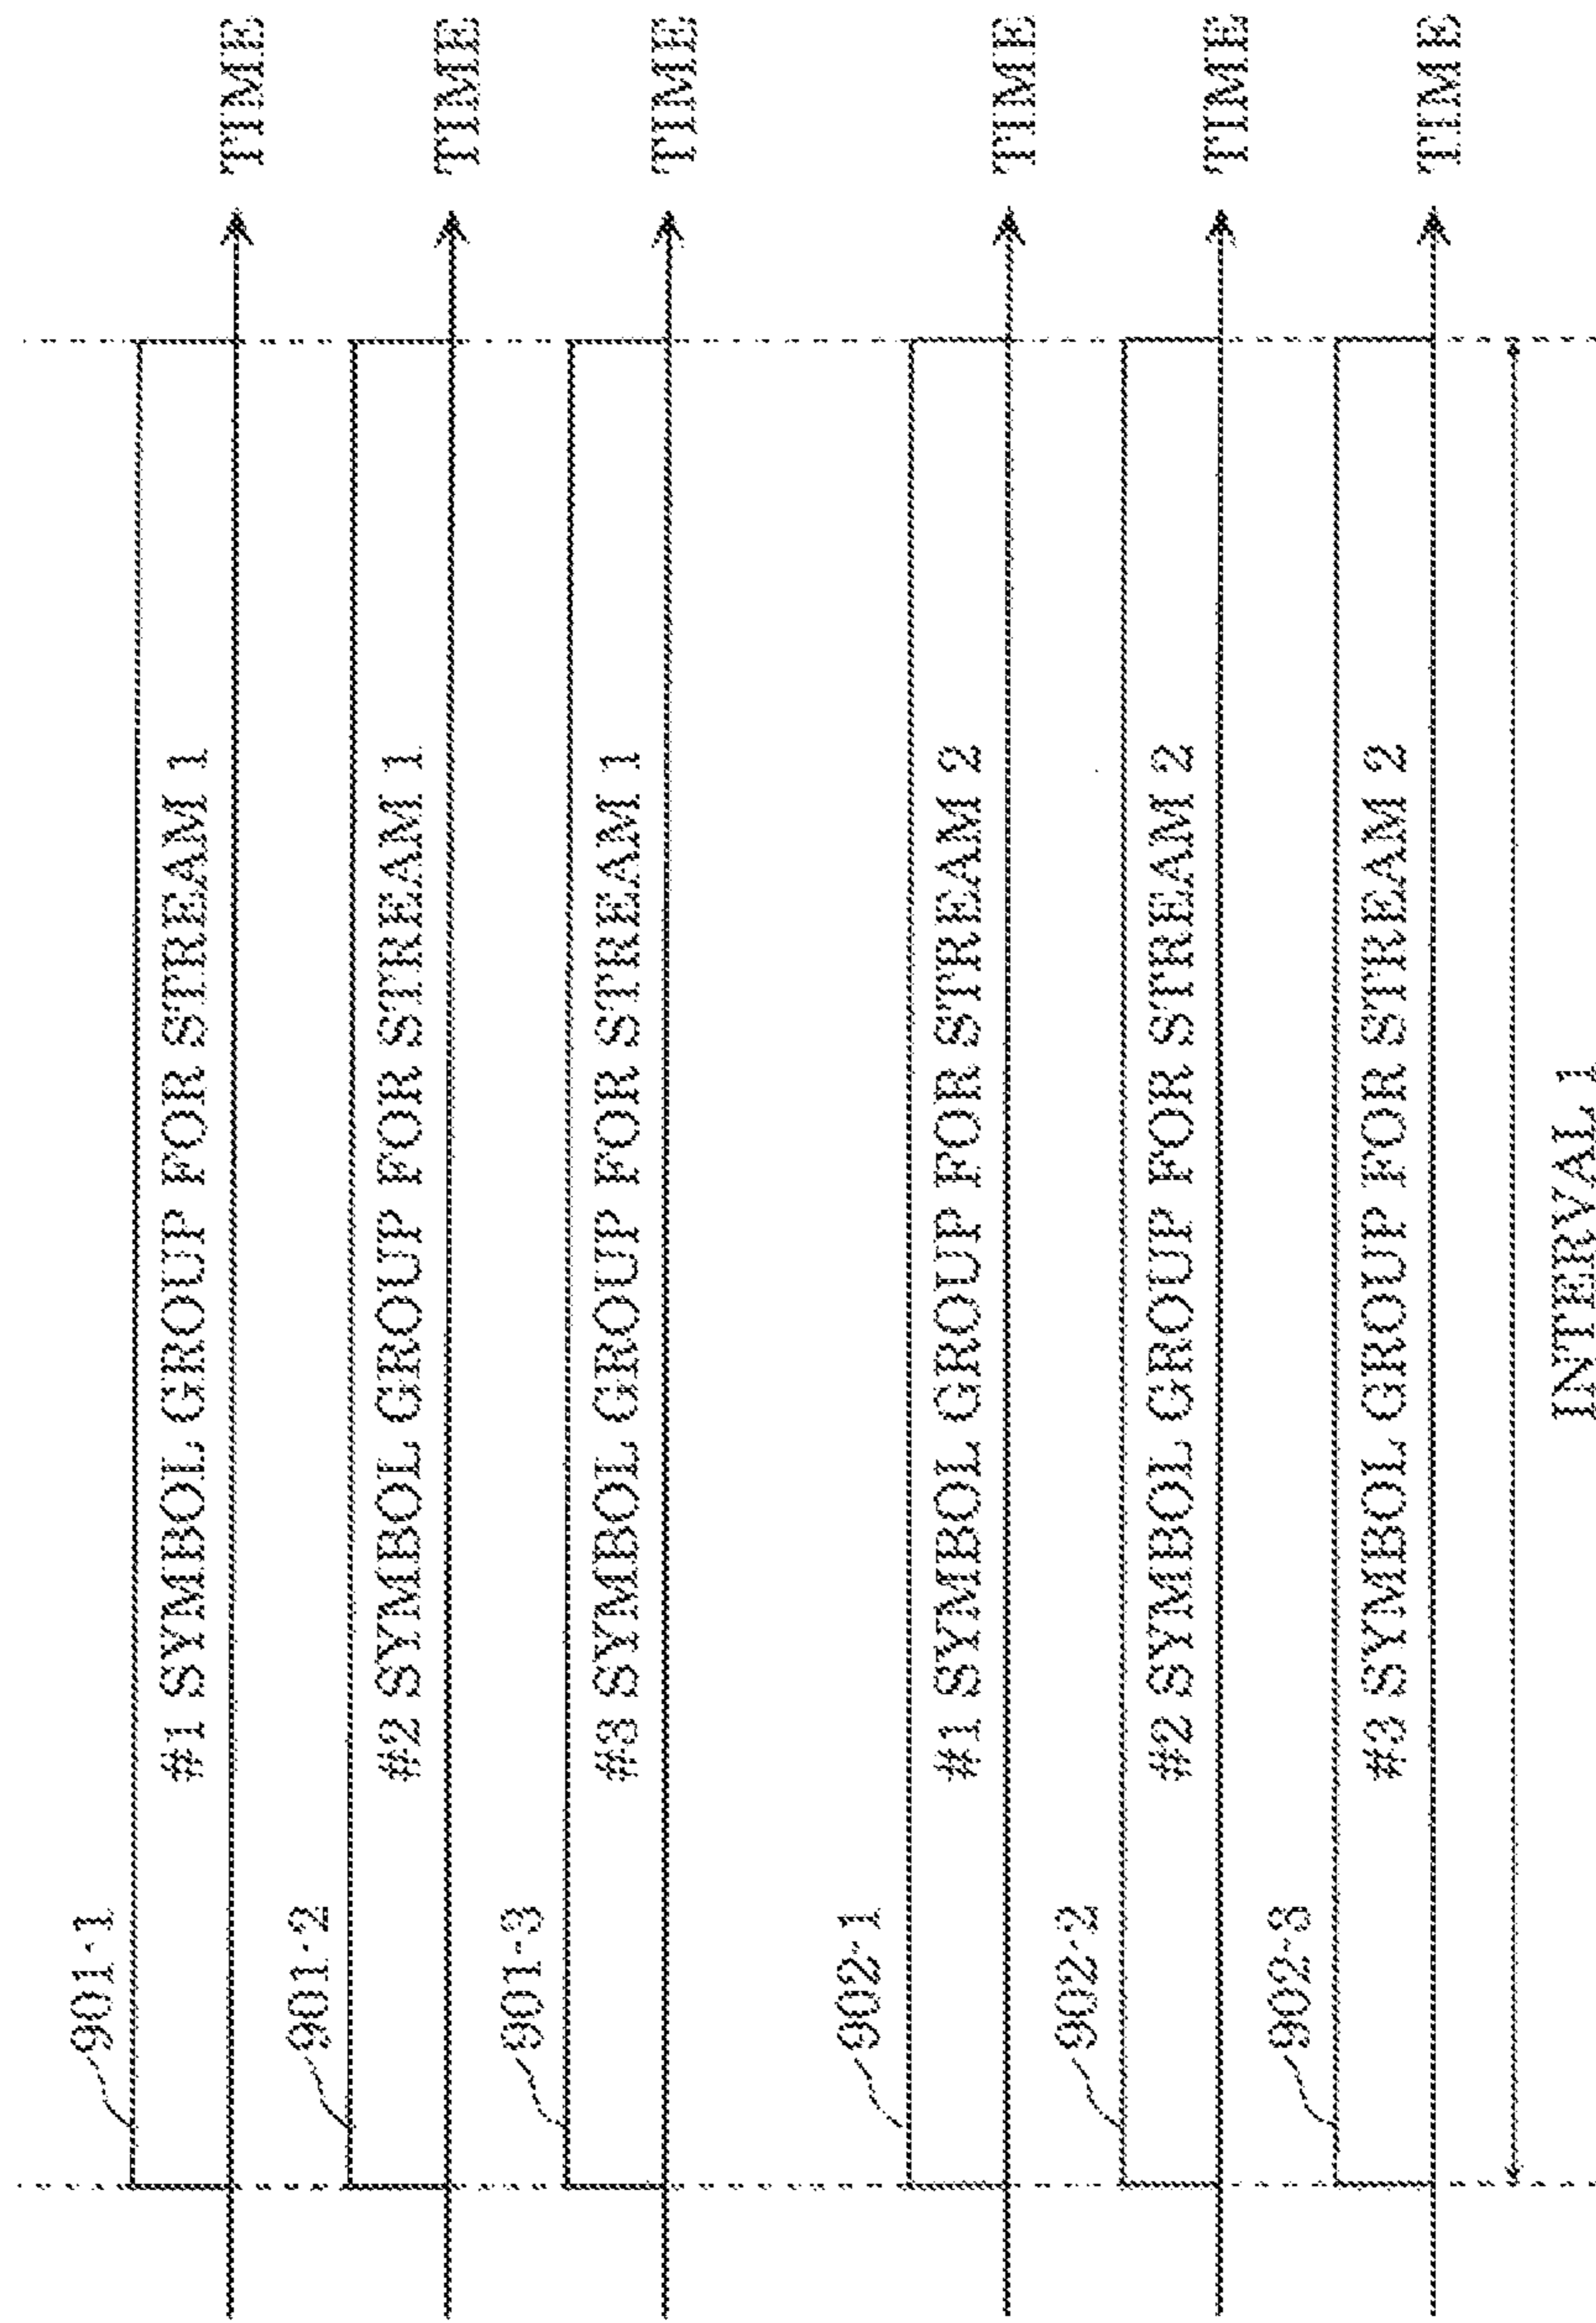 901-1
#1 SYMBOL GROUP FOR STREAM 1
TIME
901-2
#2 SYMBOL GROUP FOR STREAM 1
TIME
901-3
#3 SYMBOL GROUP FOR STREAM 1
TIME
902-1
#1 SYMBOL GROUP FOR STREAM 2
TIME
902-2
#2 SYMBOL GROUP FOR STREAM 2
TIME
902-3
#3 SYMBOL GROUP FOR STREAM 2
TIME
INTERVAL 1